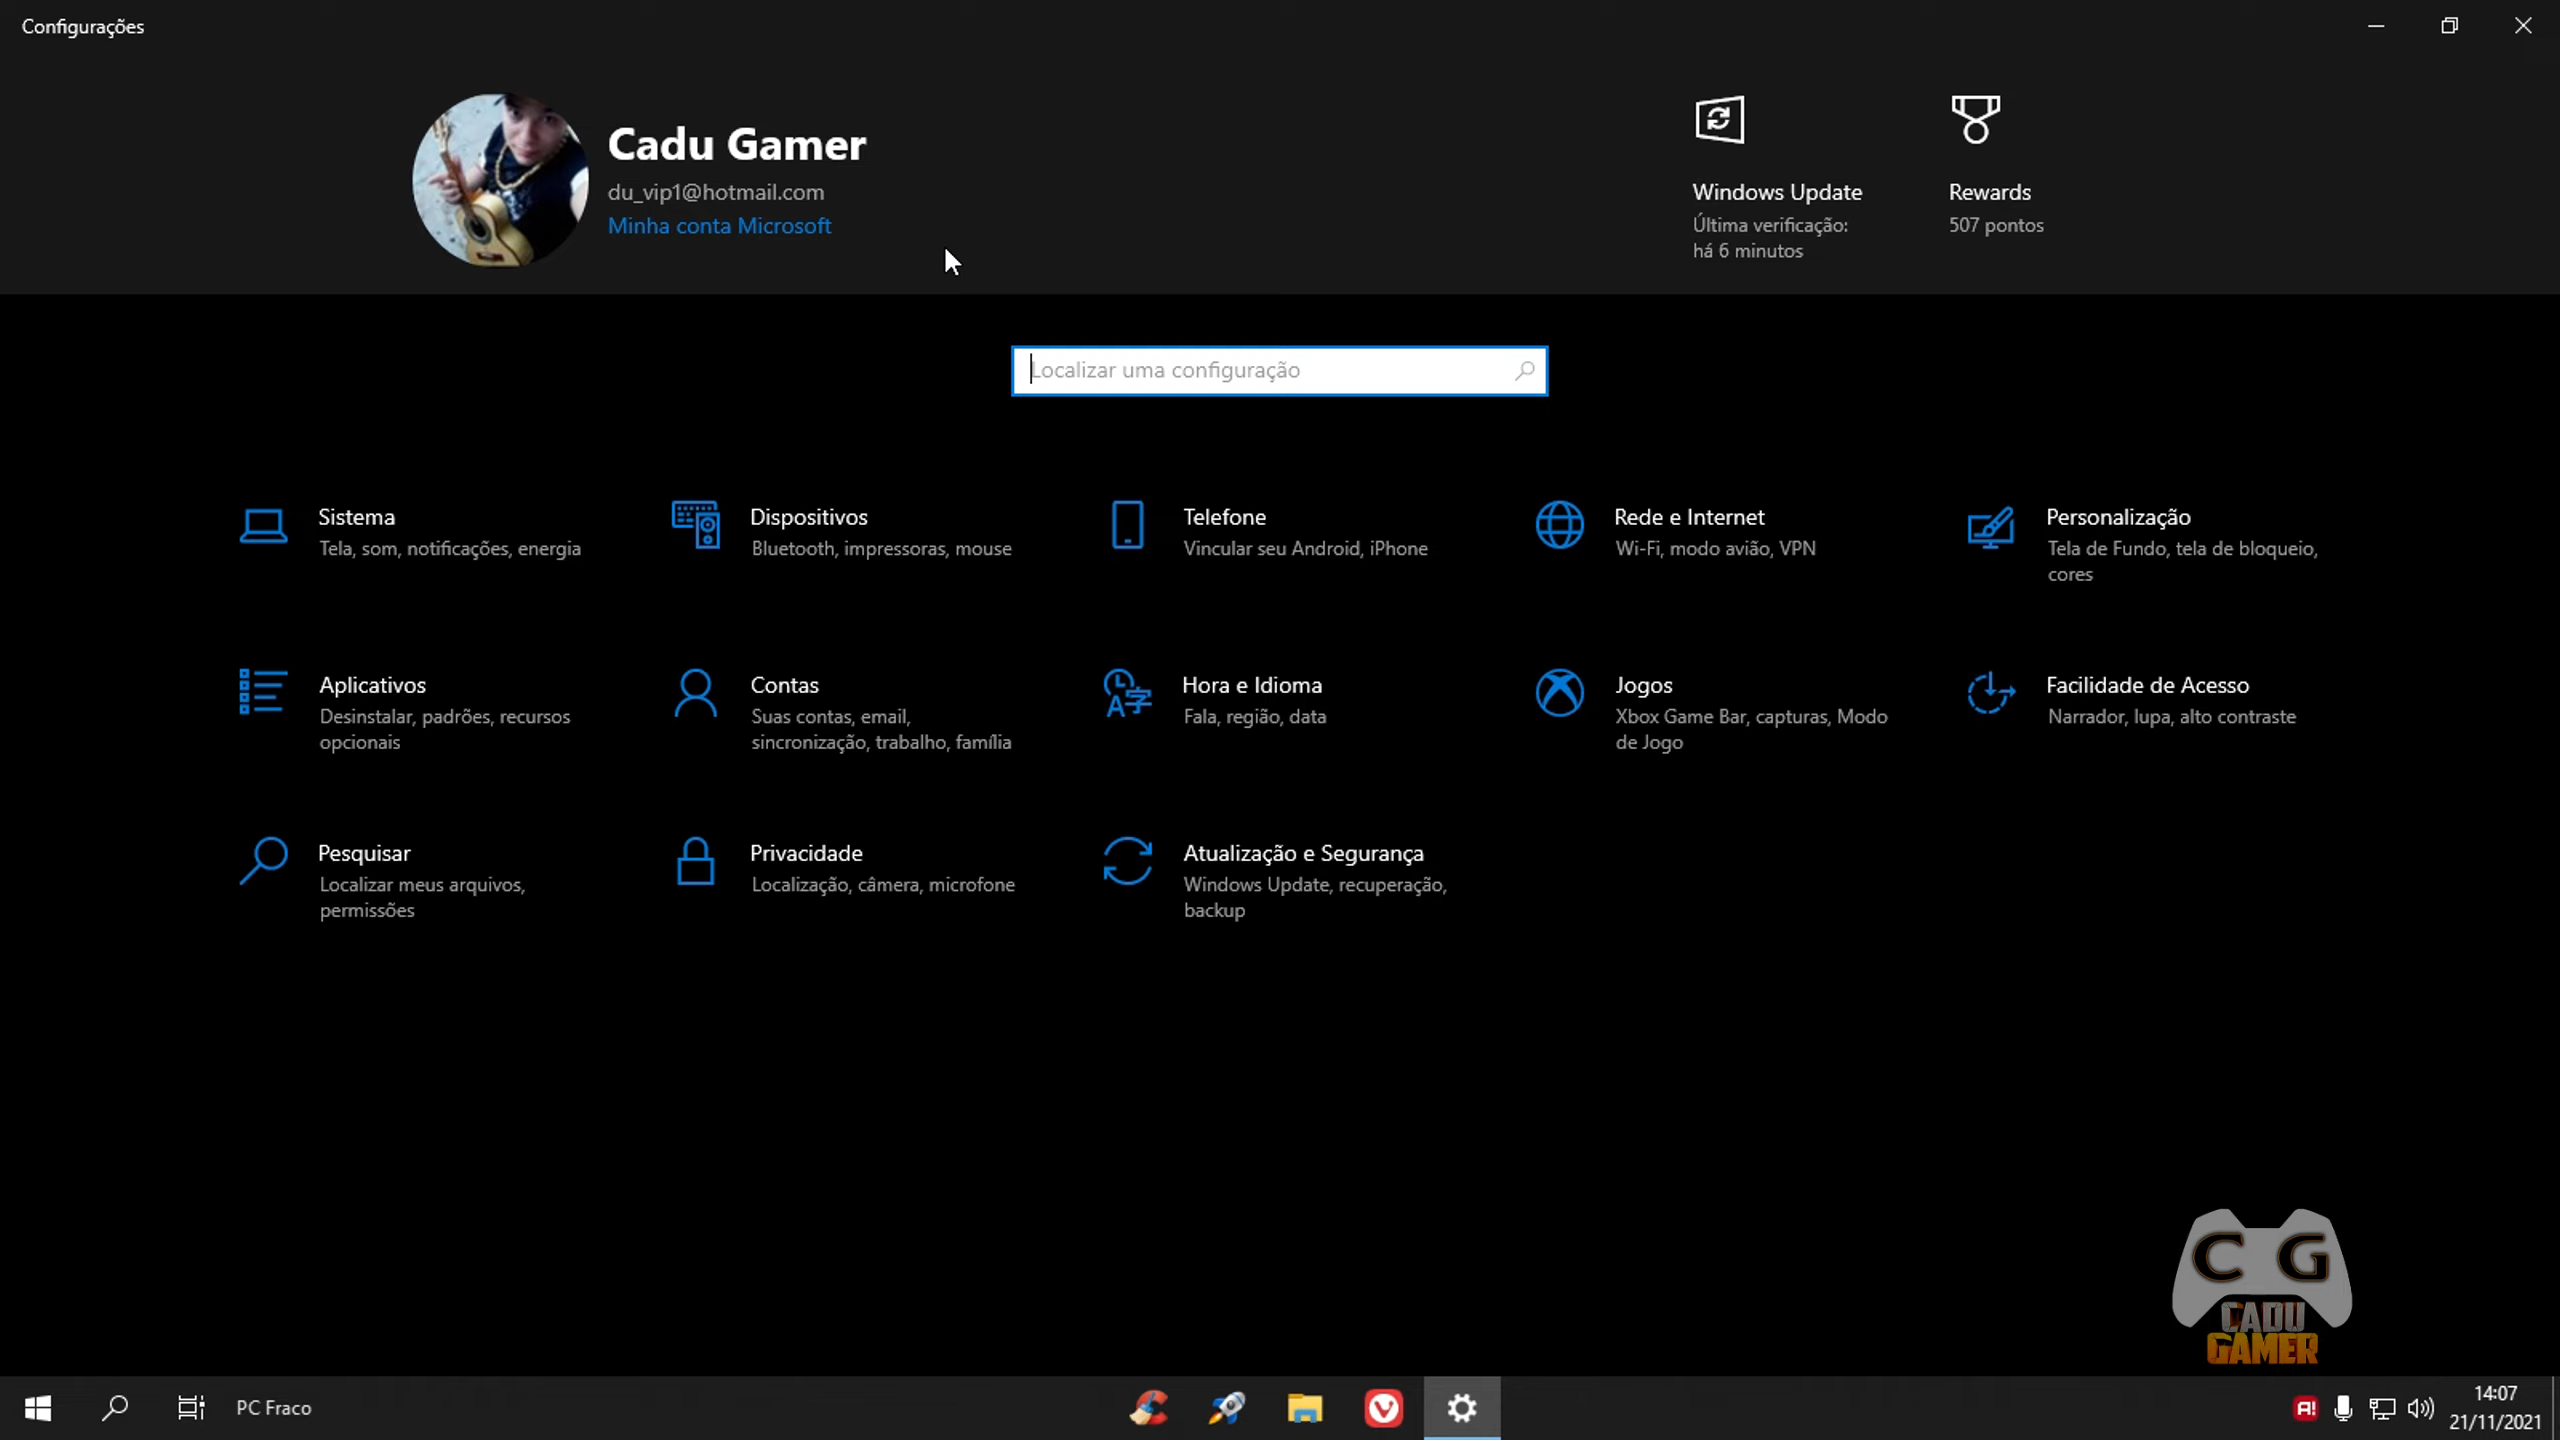 Configurações
Cadu Gamer
du_vip1@hotmail.com
Minha conta Microsoft
Windows Update
Última verificação:
há 6 minutos
Rewards
507 pontos
Localizar uma configuração
Sistema
Tela, som, notificações, energia
Dispositivos
Bluetooth, impressoras, mouse
Telefone
Vincular seu Android, iPhone
Rede e Internet
Wi-Fi, modo avião, VPN
Personalização
Tela de Fundo, tela de bloqueio,
cores
Aplicativos
Desinstalar, padrões, recursos
opcionais
Contas
Suas contas, email,
sincronização, trabalho, família
Hora e Idioma
Fala, região, data
Jogos
Xbox Game Bar, capturas, Modo
de Jogo
Facilidade de Acesso
Narrador, lupa, alto contraste
Pesquisar
Localizar meus arquivos,
permissões
Privacidade
Localização, câmera, microfone
Atualização e Segurança
Windows Update, recuperação,
backup
C G
CADU
GAMER
PC Fraco
A!
14:07
21/11/2021